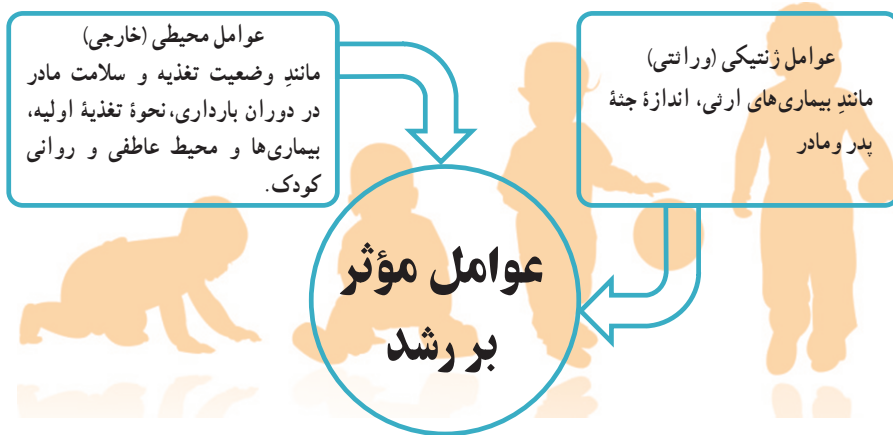 عوامل ژنتیکی (وراثتی)
مانندِ بیماری‌های ارثی، اندازهٔ جثهٔ
پدر ومادر
عوامل محیطی (خارجی)
مانندِ وضعیت تغذیه و سلامت مادر
در دوران بارداری، نحوهٔ تغذیهٔ اولیه،
بیماری‌ها و محیط عاطفی و روانی
کودک.
عوامل مؤثر
بر رشد